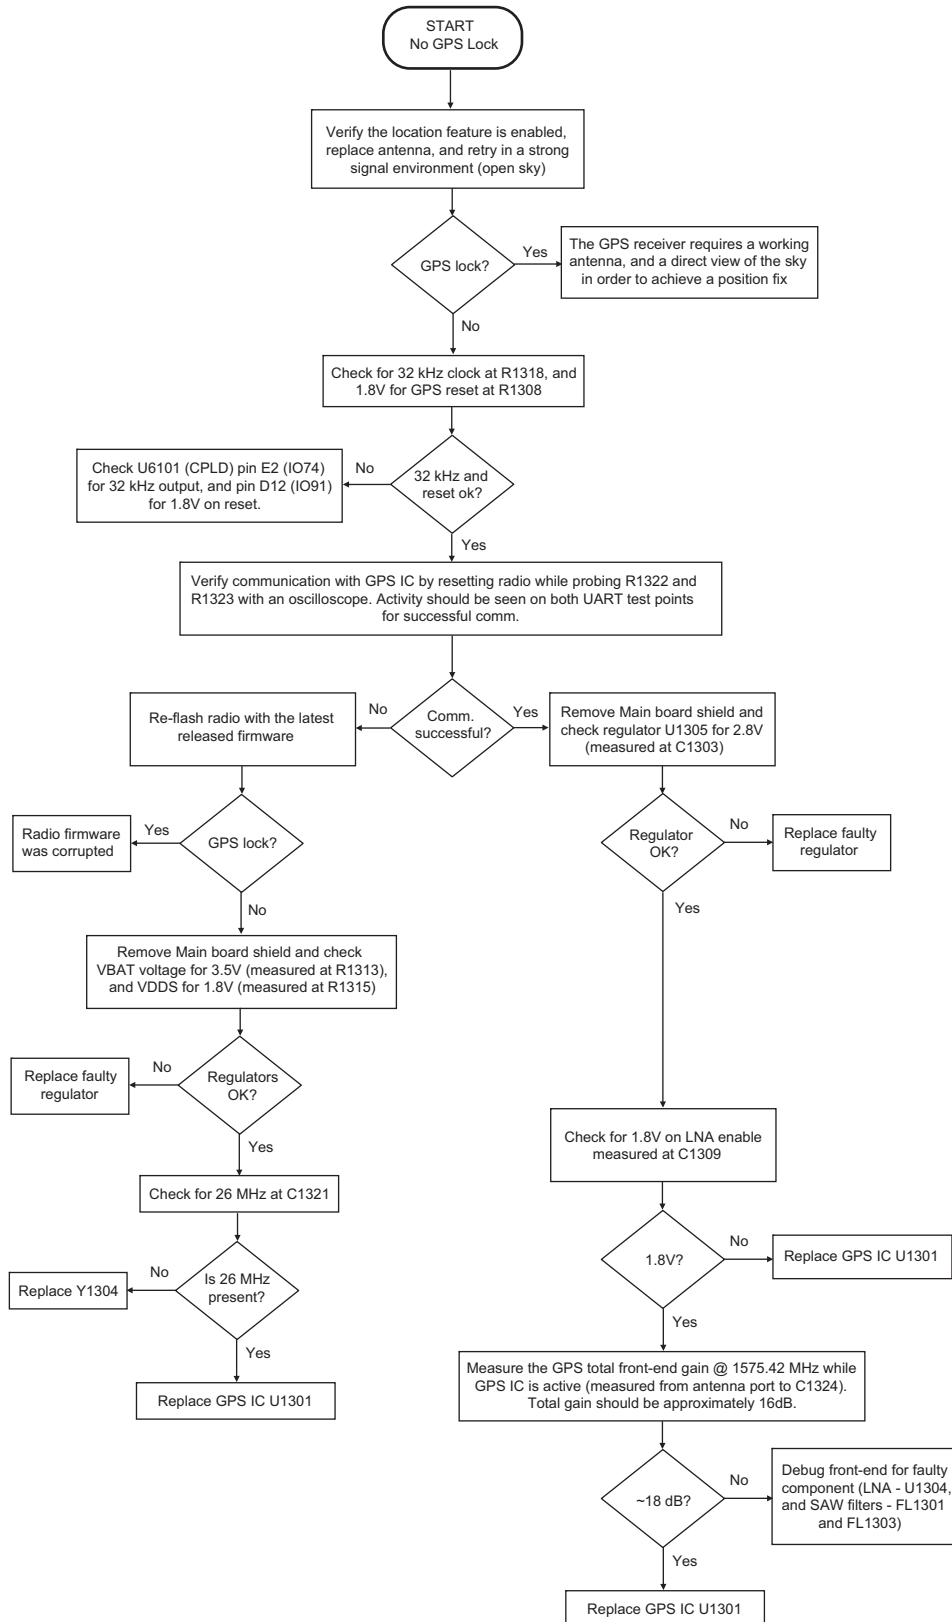 START
No GPS Lock
Verify the location feature is enabled,
replace antenna, and retry in a strong
signal environment (open sky)
GPS lock?
Yes
The GPS receiver requires a working
antenna, and a direct view of the sky
in order to achieve a position fix
No
Check for 32 kHz clock at R1318, and
1.8V for GPS reset at R1308
32 kHz and
reset ok?
No
Check U6101 (CPLD) pin E2 (IO74)
for 32 kHz output, and pin D12 (IO91)
for 1.8V on reset.
Yes
Verify communication with GPS IC by resetting radio while probing R1322 and
R1323 with an oscilloscope. Activity should be seen on both UART test points
for successful comm.
Comm.
successful?
No
Re-flash radio with the latest
released firmware
Yes
Remove Main board shield and
check regulator U1305 for 2.8V
(measured at C1303)
GPS lock?
Yes
Radio firmware
was corrupted
No
Regulator
OK?
No
Replace faulty
regulator
Yes
Remove Main board shield and check
VBAT voltage for 3.5V (measured at R1313),
and VDDS for 1.8V (measured at R1315)
Regulators
OK?
No
Replace faulty
regulator
Yes
Check for 26 MHz at C1321
Is 26 MHz
present?
No
Replace Y1304
Yes
Replace GPS IC U1301
Check for 1.8V on LNA enable
measured at C1309
1.8V?
No
Replace GPS IC U1301
Yes
Measure the GPS total front-end gain @ 1575.42 MHz while
GPS IC is active (measured from antenna port to C1324).
Total gain should be approximately 16dB.
~18 dB?
No
Debug front-end for faulty
component (LNA - U1304,
and SAW filters - FL1301
and FL1303)
Yes
Replace GPS IC U1301